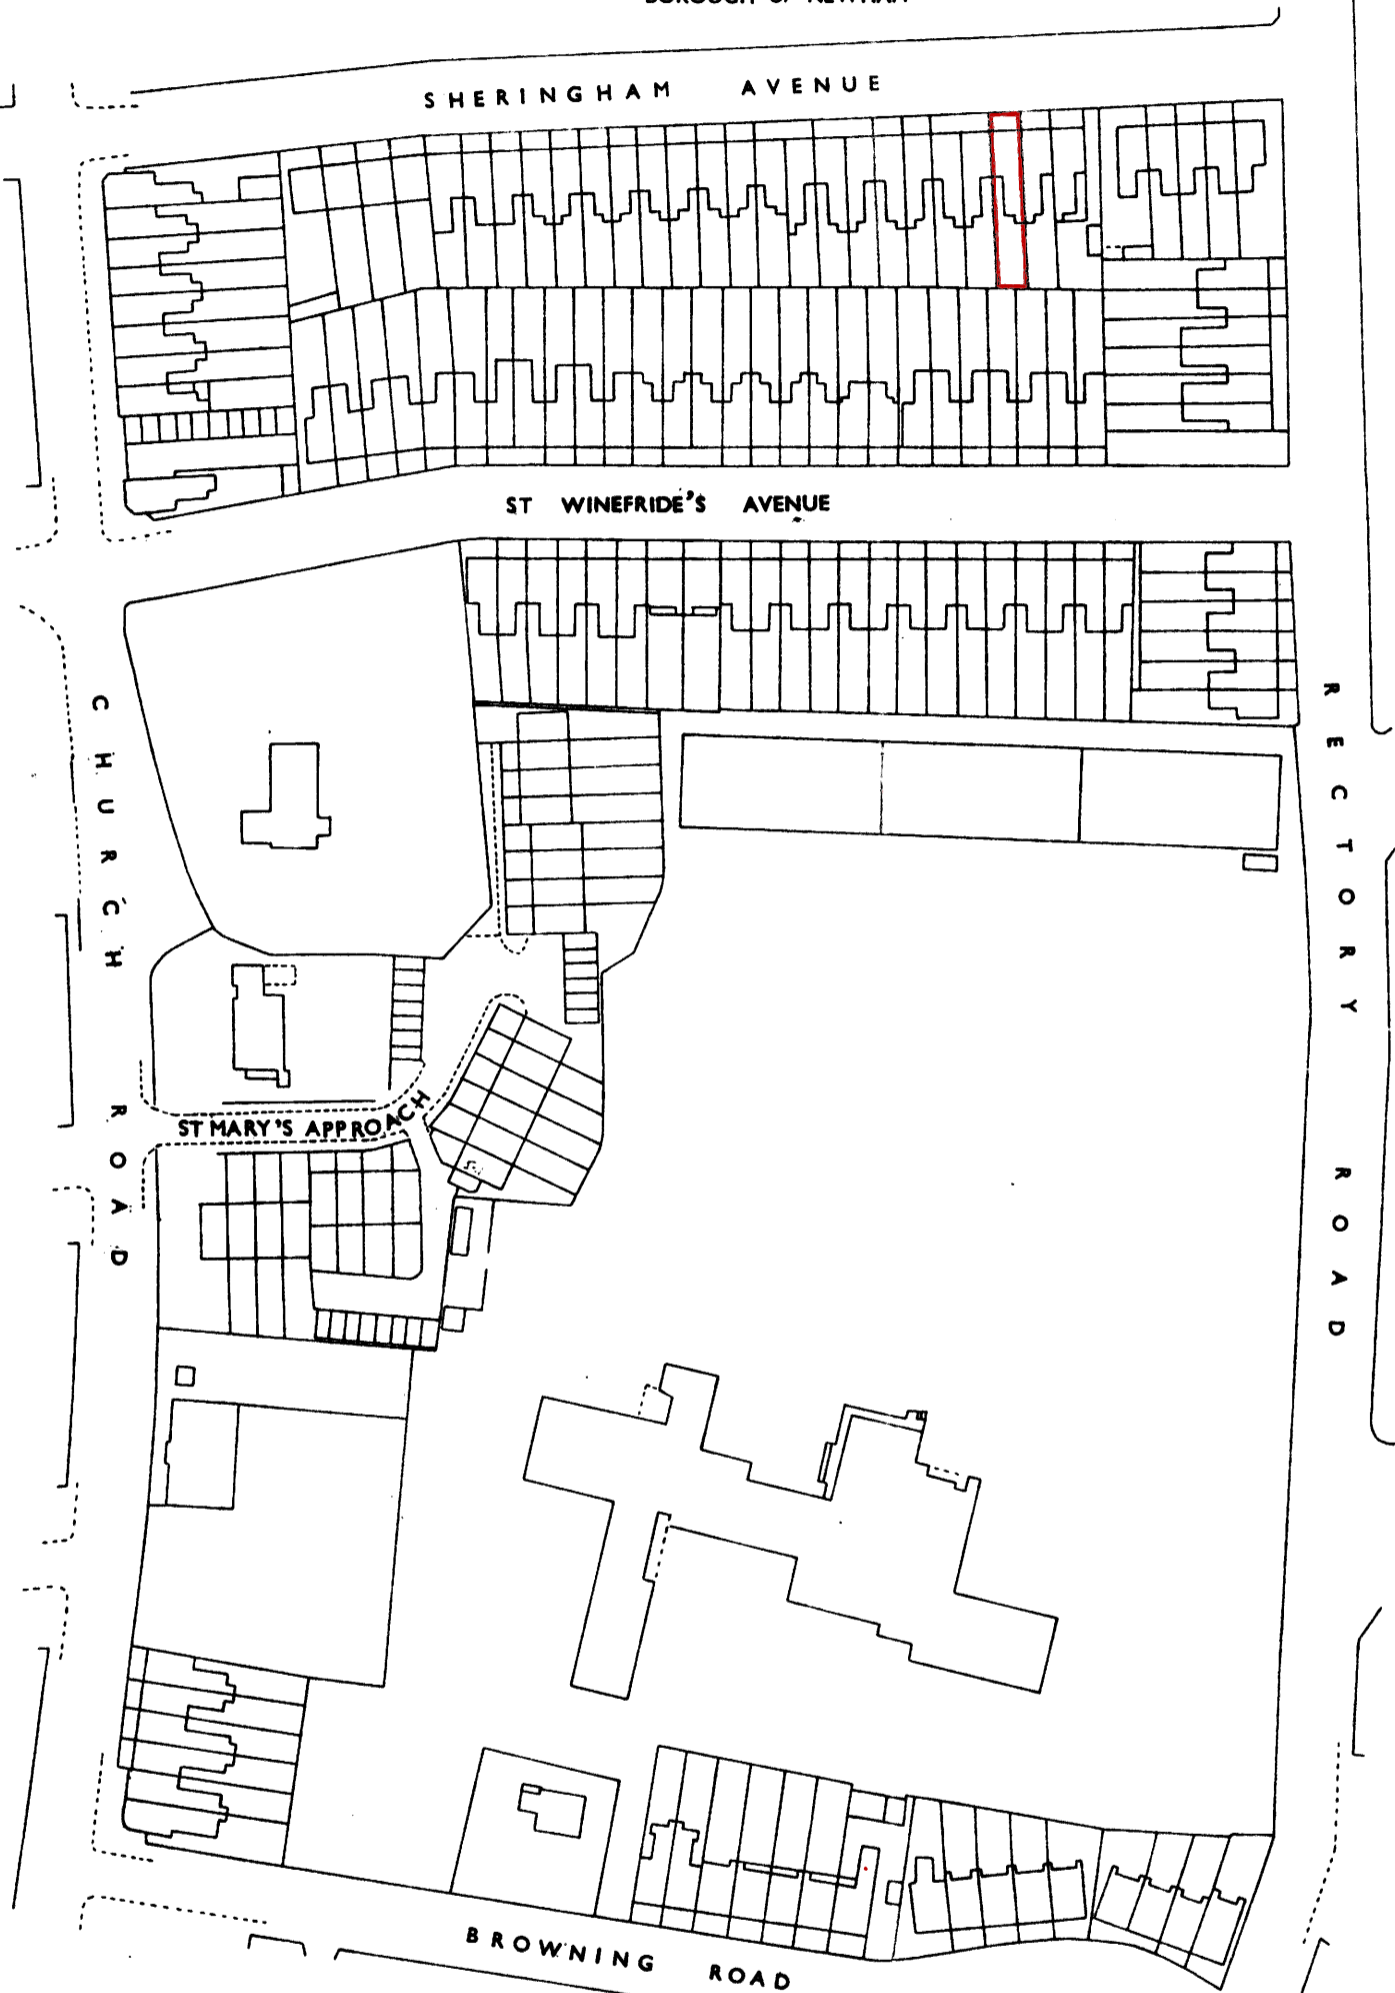 SHERINGHAM AVENUE
ST WINEFRIDE'S AVENUE
CHURCH ROAD
RECTORY ROAD
ST MARY'S APPROACH
BROWNING ROAD